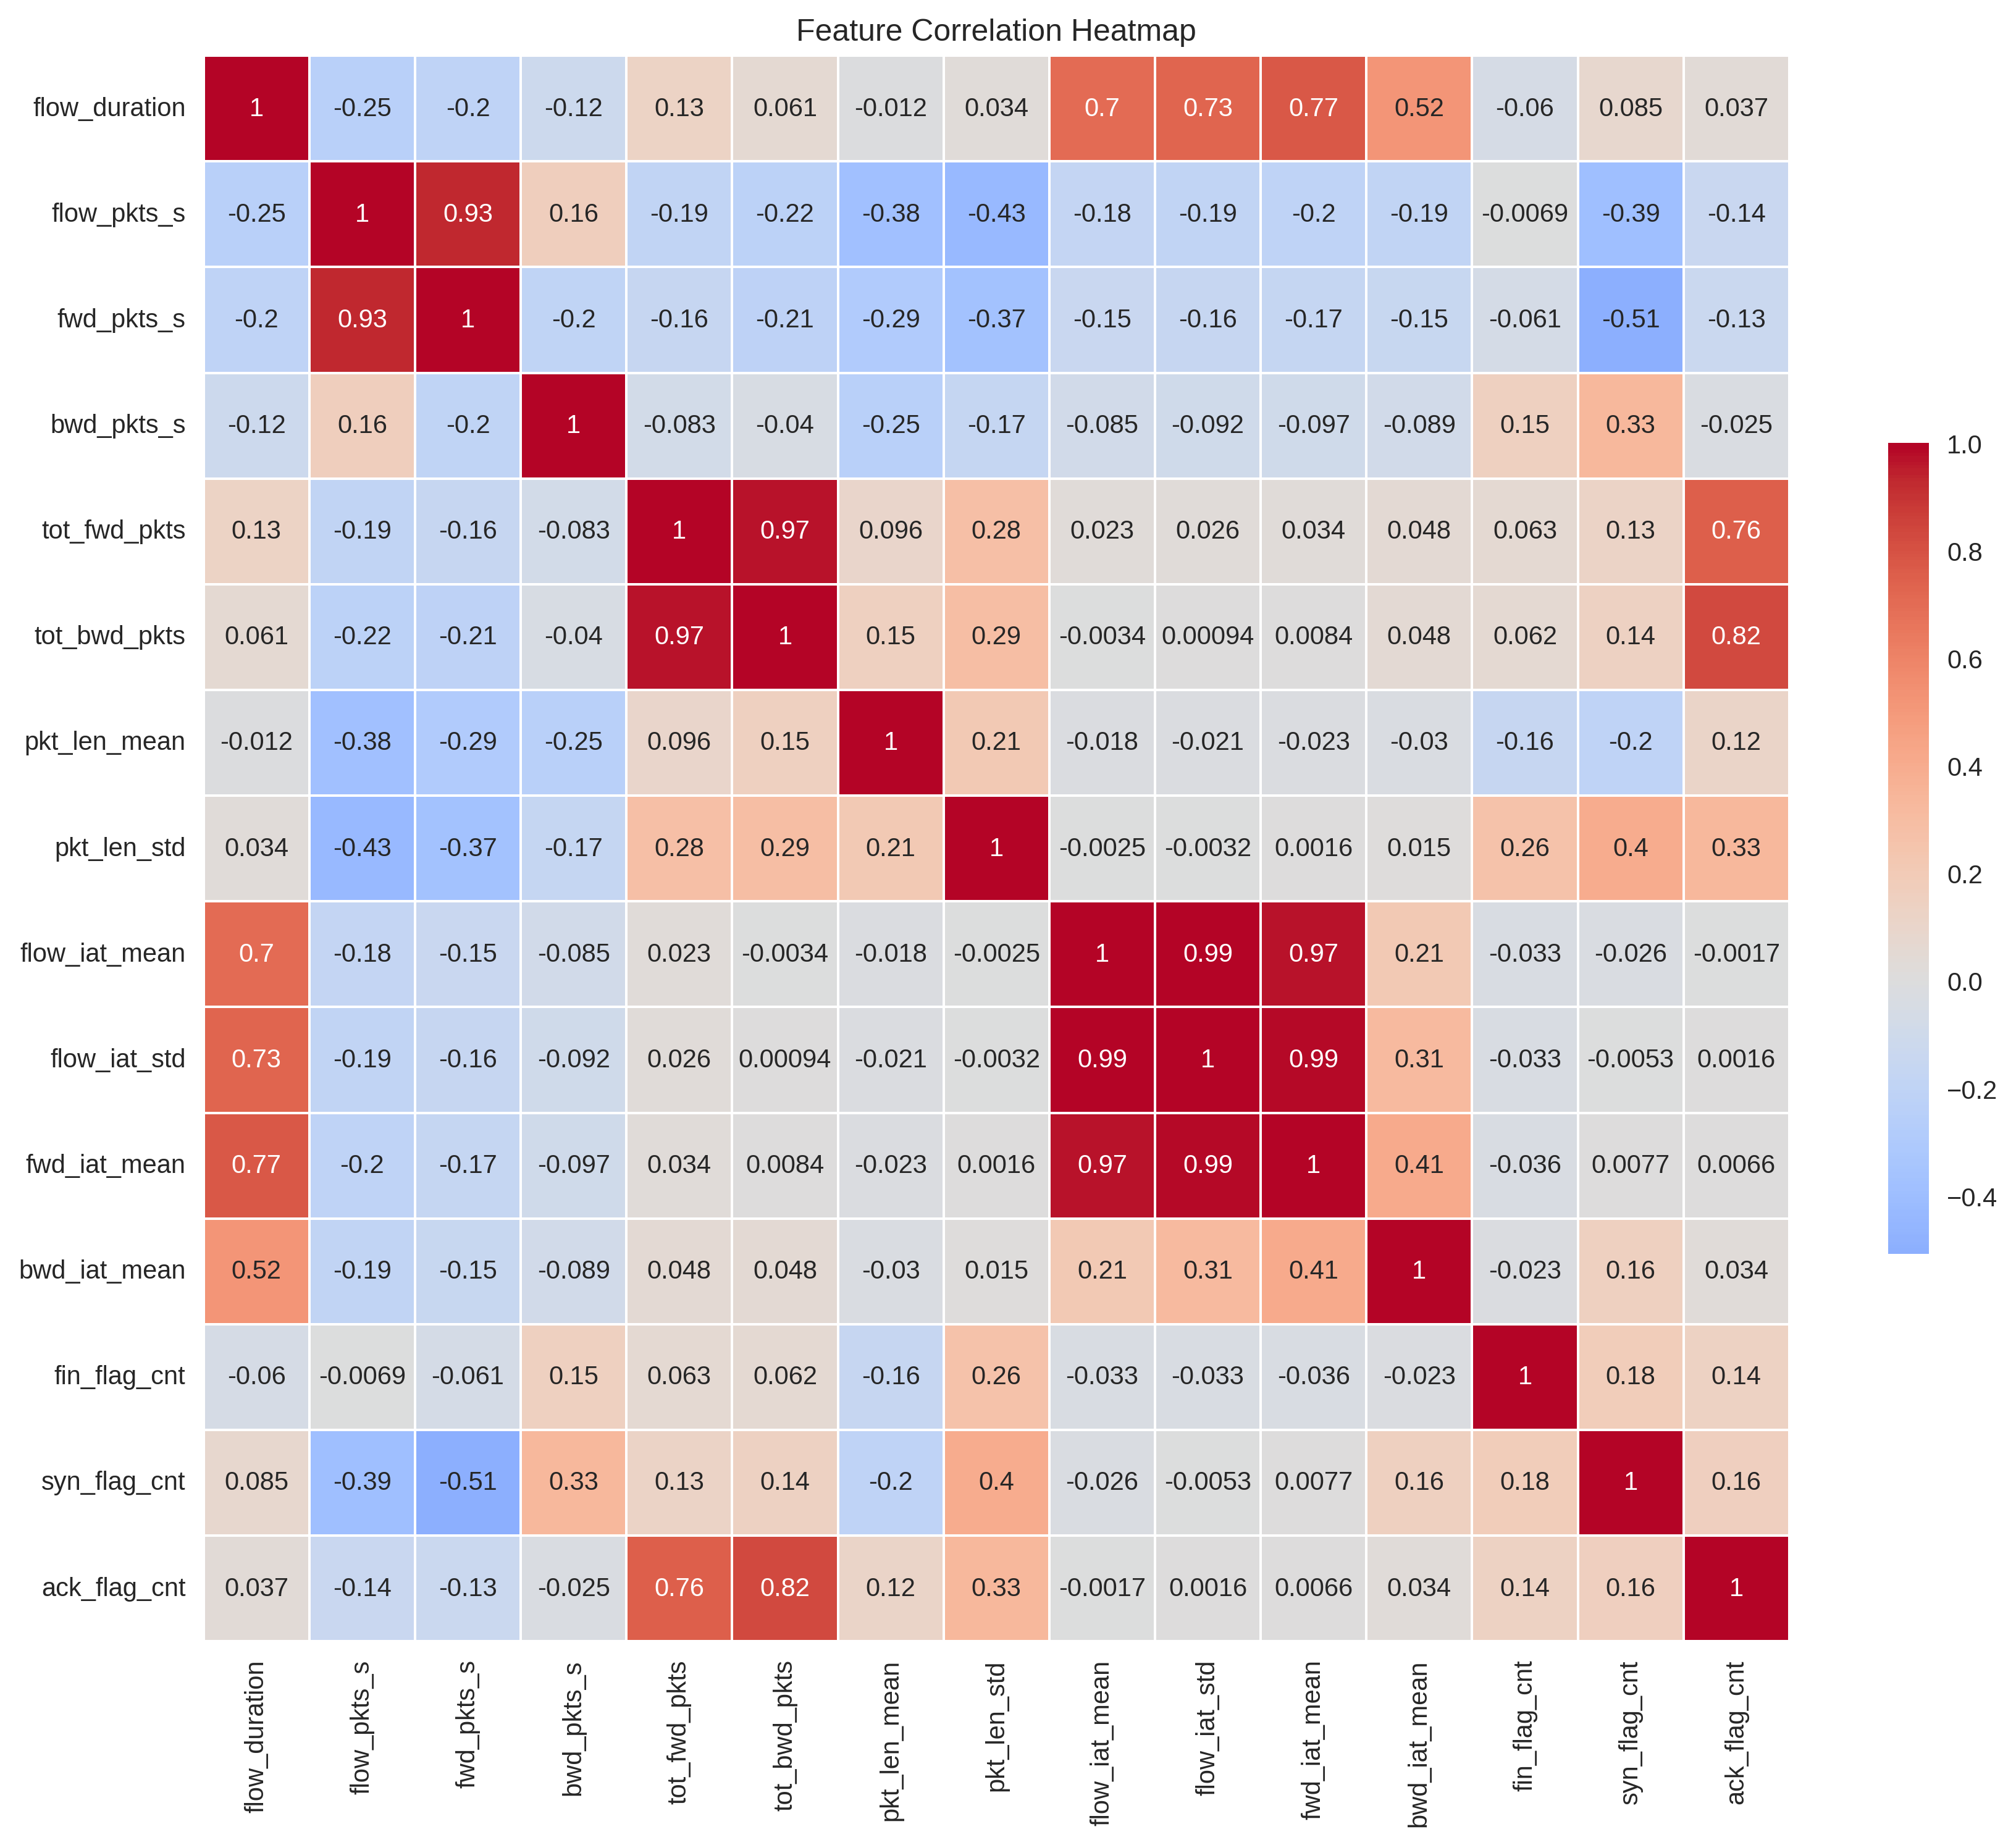 Feature Correlation Heatmap
flow_duration 1 -0.25 -0.2 -0.12 0.13 0.061 -0.012 0.034 0.7 0.73 0.77 0.52 -0.06 0.085 0.037
flow_pkts_s -0.25 1 0.93 0.16 -0.19 -0.22 -0.38 -0.43 -0.18 -0.19 -0.2 -0.19 -0.0069 -0.39 -0.14
fwd_pkts_s -0.2 0.93 1 -0.2 -0.16 -0.21 -0.29 -0.37 -0.15 -0.16 -0.17 -0.15 -0.061 -0.51 -0.13
bwd_pkts_s -0.12 0.16 -0.2 1 -0.083 -0.04 -0.25 -0.17 -0.085 -0.092 -0.097 -0.089 0.15 0.33 -0.025
tot_fwd_pkts 0.13 -0.19 -0.16 -0.083 1 0.97 0.096 0.28 0.023 0.026 0.034 0.048 0.063 0.13 0.76
tot_bwd_pkts 0.061 -0.22 -0.21 -0.04 0.97 1 0.15 0.29 -0.0034 0.00094 0.0084 0.048 0.062 0.14 0.82
pkt_len_mean -0.012 -0.38 -0.29 -0.25 0.096 0.15 1 0.21 -0.018 -0.021 -0.023 -0.03 -0.16 -0.2 0.12
pkt_len_std 0.034 -0.43 -0.37 -0.17 0.28 0.29 0.21 1 -0.0025 -0.0032 0.0016 0.015 0.26 0.4 0.33
flow_iat_mean 0.7 -0.18 -0.15 -0.085 0.023 -0.0034 -0.018 -0.0025 1 0.99 0.97 0.21 -0.033 -0.026 -0.0017
flow_iat_std 0.73 -0.19 -0.16 -0.092 0.026 0.00094 -0.021 -0.0032 0.99 1 0.99 0.31 -0.033 -0.0053 0.0016
fwd_iat_mean 0.77 -0.2 -0.17 -0.097 0.034 0.0084 -0.023 0.0016 0.97 0.99 1 0.41 -0.036 0.0077 0.0066
bwd_iat_mean 0.52 -0.19 -0.15 -0.089 0.048 0.048 -0.03 0.015 0.21 0.31 0.41 1 -0.023 0.16 0.034
fin_flag_cnt -0.06 -0.0069 -0.061 0.15 0.063 0.062 -0.16 0.26 -0.033 -0.033 -0.036 -0.023 1 0.18 0.14
syn_flag_cnt 0.085 -0.39 -0.51 0.33 0.13 0.14 -0.2 0.4 -0.026 -0.0053 0.0077 0.16 0.18 1 0.16
ack_flag_cnt 0.037 -0.14 -0.13 -0.025 0.76 0.82 0.12 0.33 -0.0017 0.0016 0.0066 0.034 0.14 0.16 1
flow_duration
flow_pkts_s
fwd_pkts_s
bwd_pkts_s
tot_fwd_pkts
tot_bwd_pkts
pkt_len_mean
pkt_len_std
flow_iat_mean
flow_iat_std
fwd_iat_mean
bwd_iat_mean
fin_flag_cnt
syn_flag_cnt
ack_flag_cnt
1.0
0.8
0.6
0.4
0.2
0.0
−0.2
−0.4